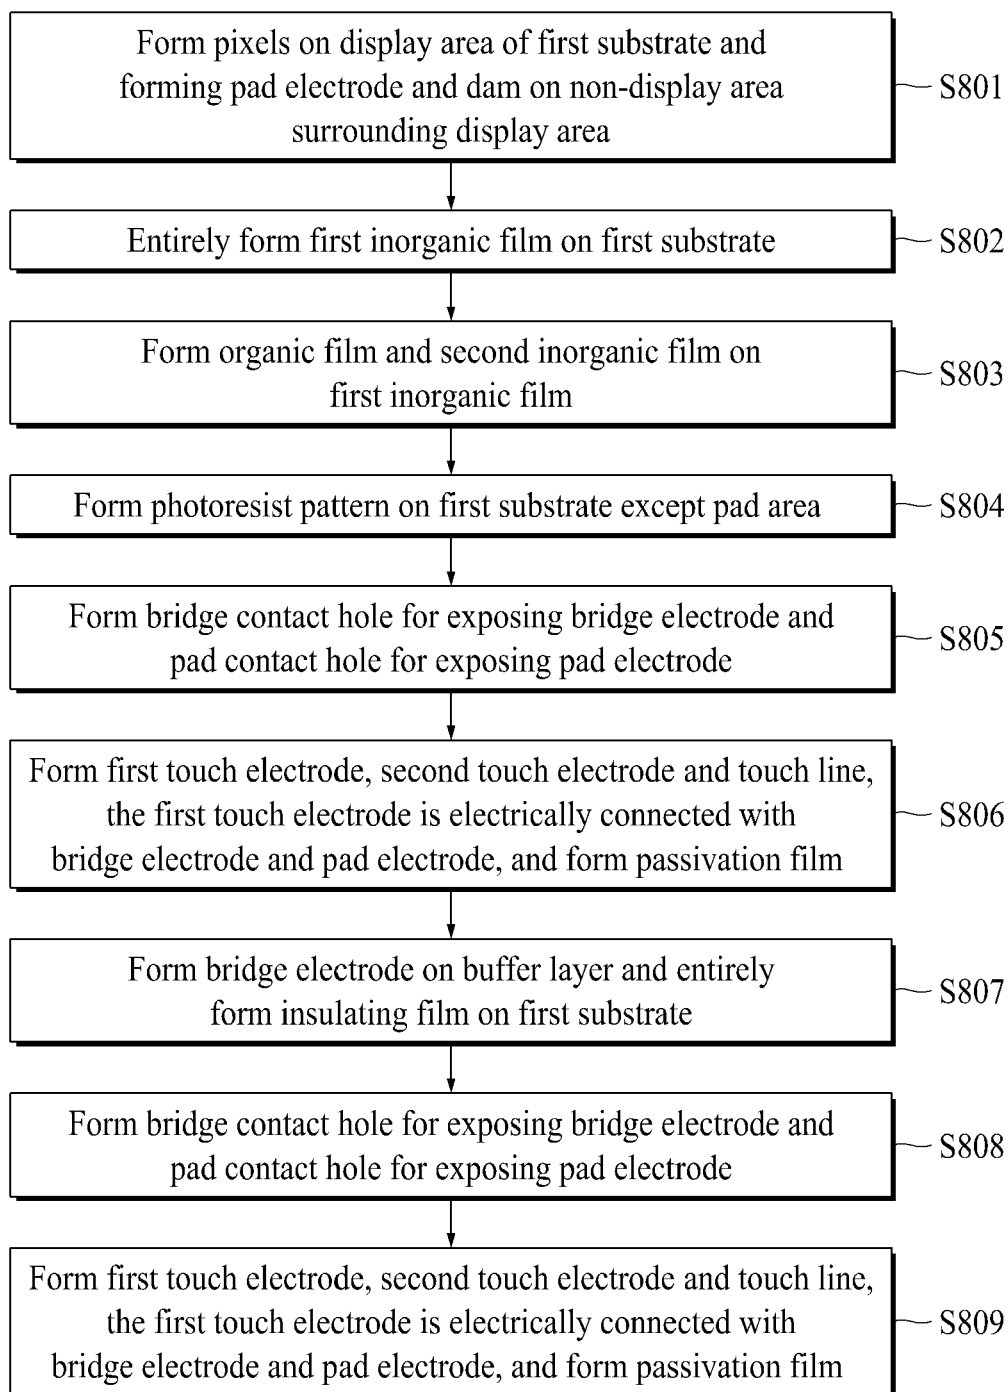 Form pixels on display area of first substrate and
forming pad electrode and dam on non-display area
surrounding display area
S801
Entirely form first inorganic film on first substrate
S802
Form organic film and second inorganic film on
first inorganic film
S803
Form photoresist pattern on first substrate except pad area
S804
Form bridge contact hole for exposing bridge electrode and
pad contact hole for exposing pad electrode
S805
Form first touch electrode, second touch electrode and touch line,
the first touch electrode is electrically connected with
bridge electrode and pad electrode, and form passivation film
S806
Form bridge electrode on buffer layer and entirely
form insulating film on first substrate
S807
Form bridge contact hole for exposing bridge electrode and
pad contact hole for exposing pad electrode
S808
Form first touch electrode, second touch electrode and touch line,
the first touch electrode is electrically connected with
bridge electrode and pad electrode, and form passivation film
S809